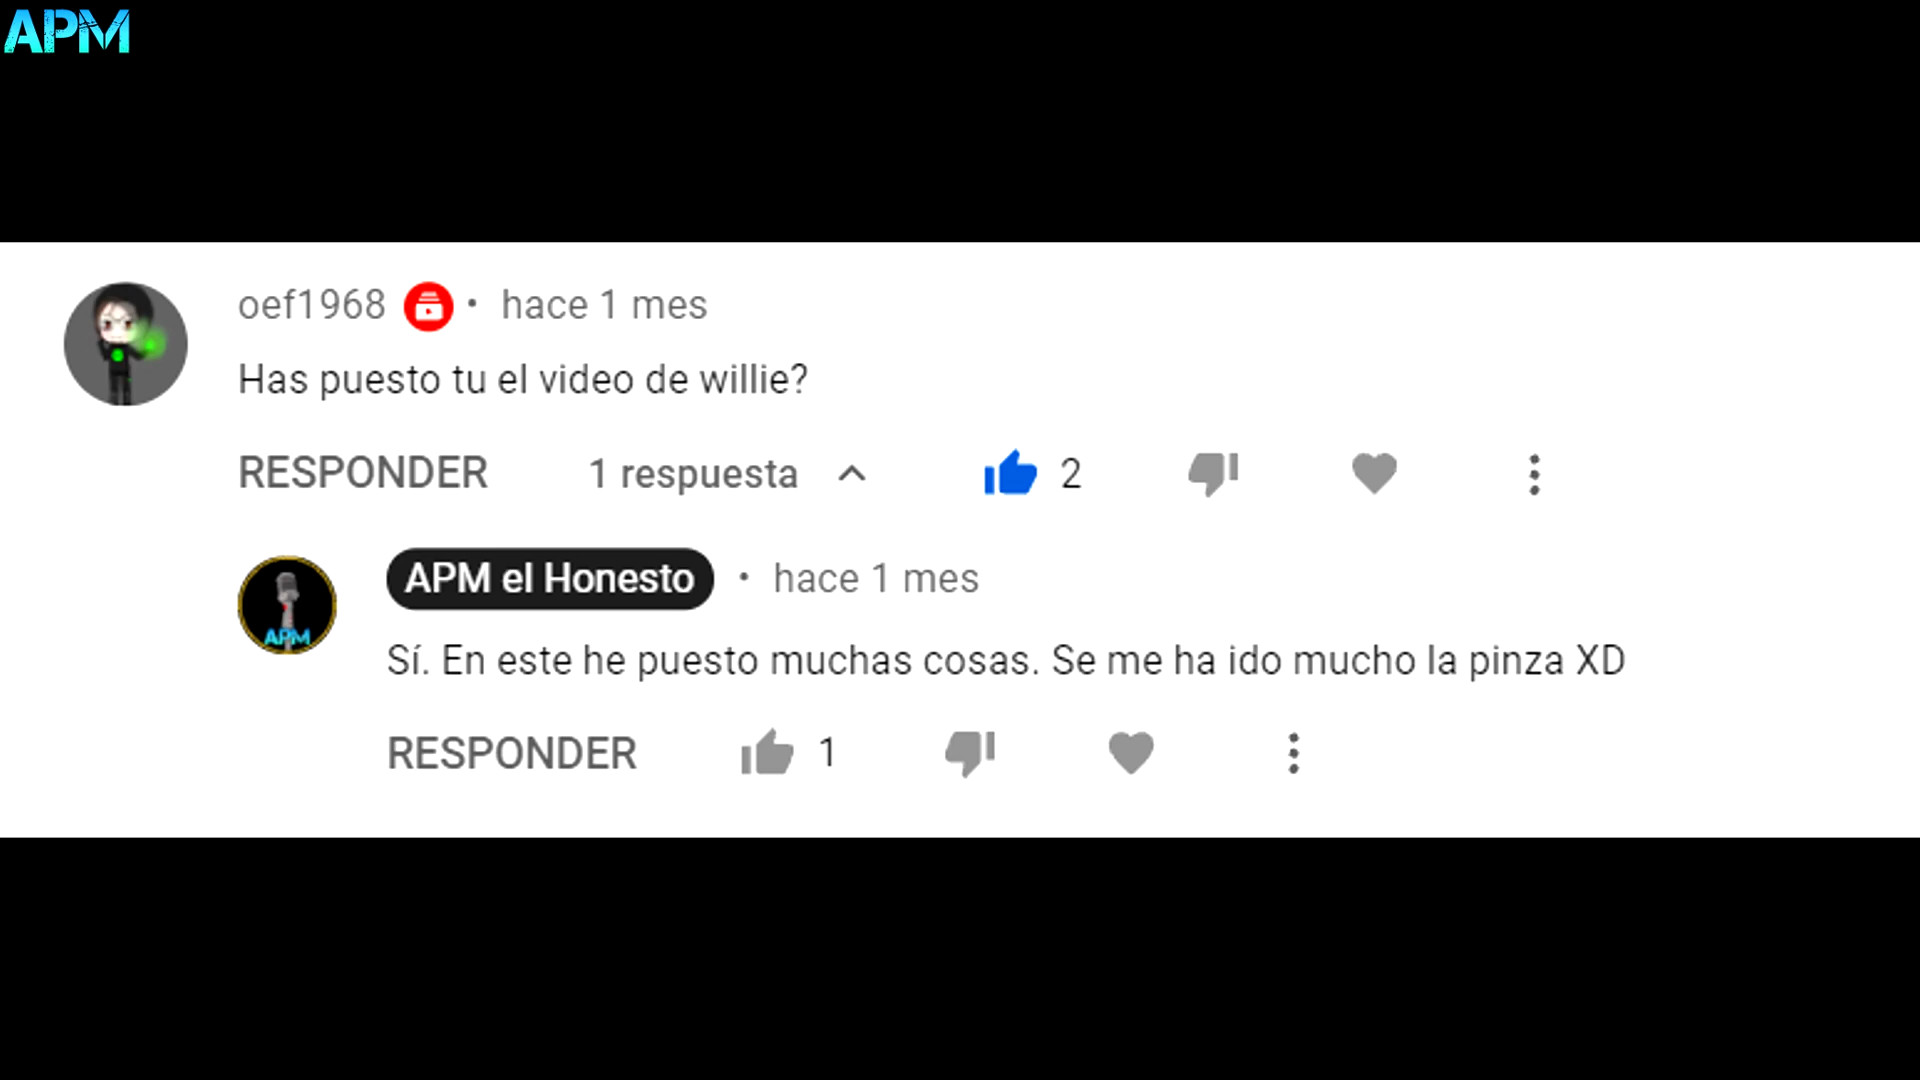 APM
oef1968 • hace 1 mes
Has puesto tu el video de willie?
RESPONDER 1 respuesta 2
APM el Honesto • hace 1 mes
APM
Sí. En este he puesto muchas cosas. Se me ha ido mucho la pinza XD
RESPONDER 1